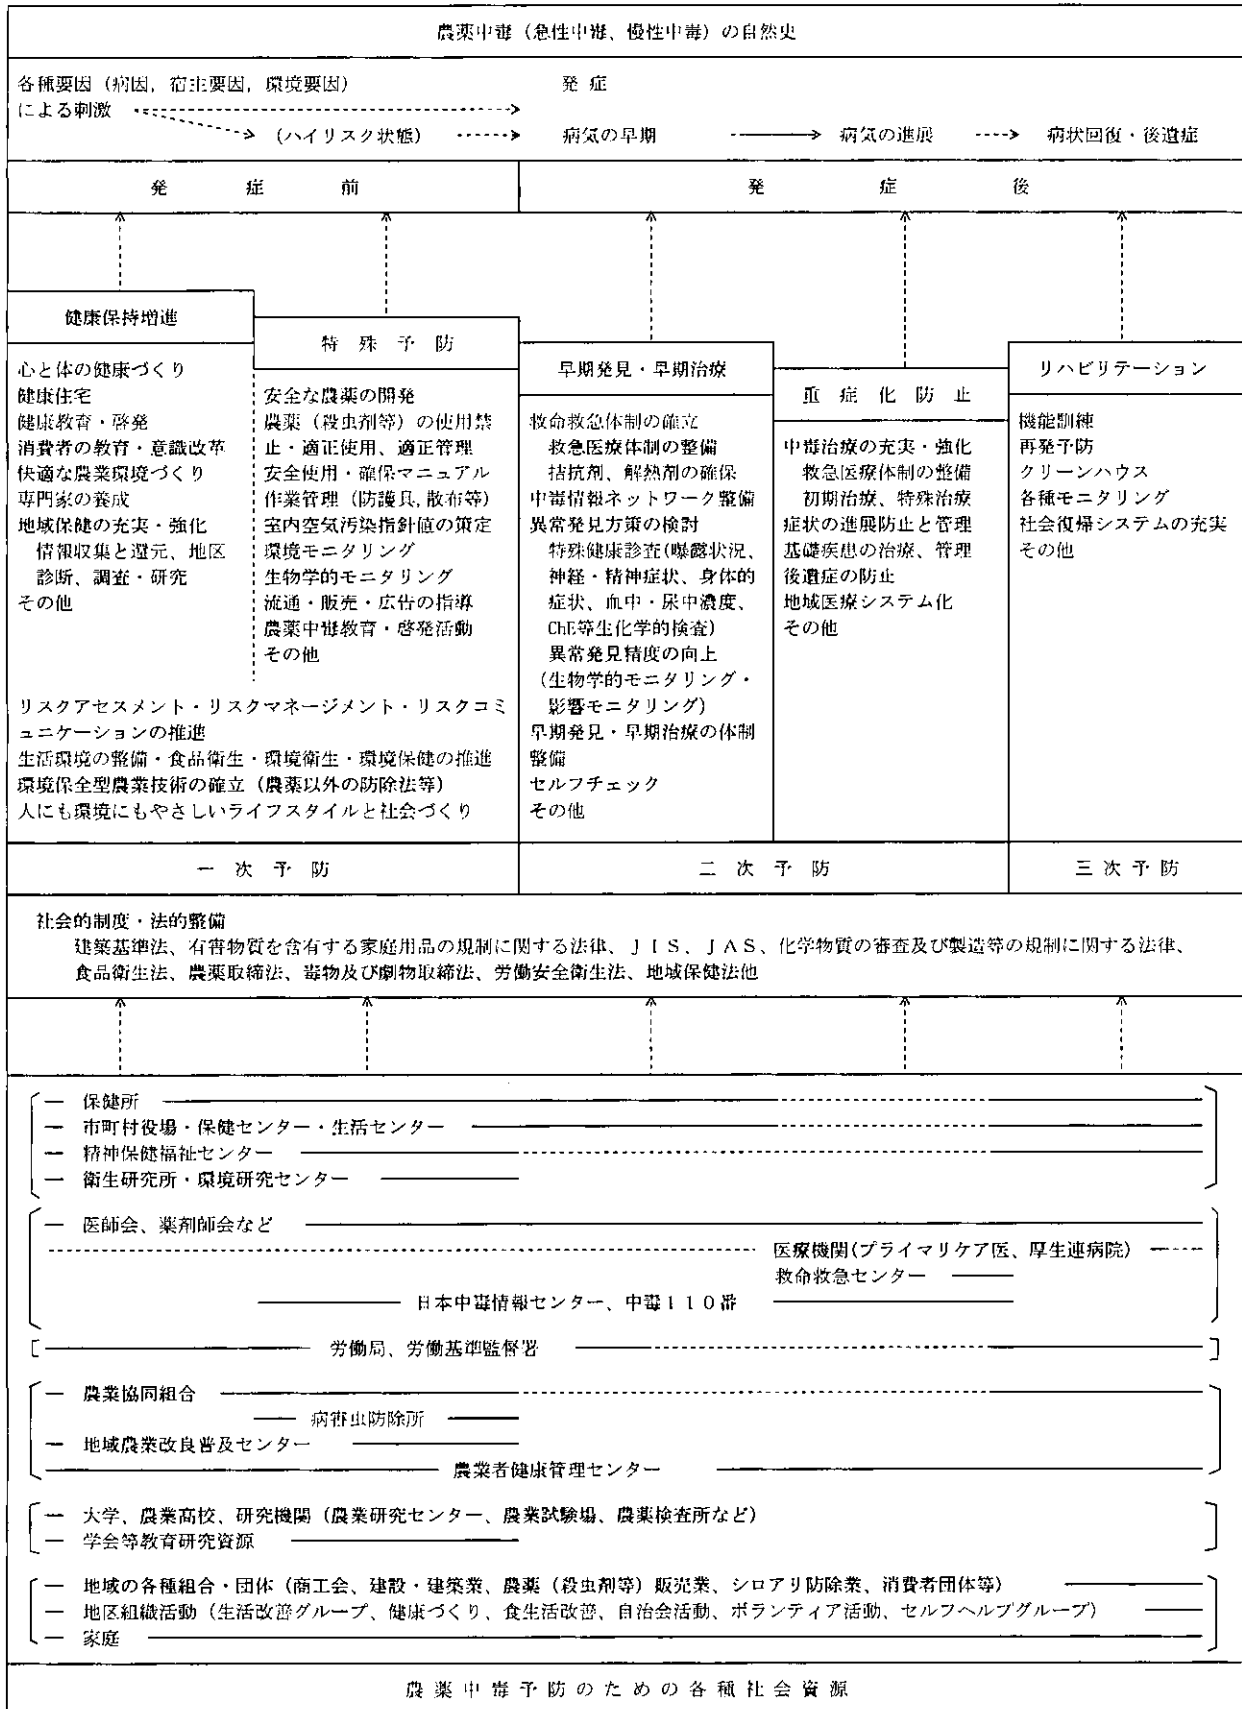 農薬中毒(急性中毒、慢性中毒)の自然史
各種要因(病因,宿主要因,環境要因)
による刺激
発症
(ハイリスク状態)
病気の早期
病気の進展
病状回復・後遺症
発症前
発症後
健康保持増進
心と体の健康づくり
健康住宅
健康教育・啓発
消費者の教育・意識改革
快適な農業環境づくり
専門家の養成
地域保健の充実・強化
情報収集と還元、地区
診断、調査・研究
その他
特殊予防
安全な農薬の開発
農薬(殺虫剤等)の使用禁
止・適正使用、適正管理
安全使用・確保マニュアル
作業管理(防護具,散布等)
室内空気汚染指針値の策定
環境モニタリング
生物学的モニタリング
流通・販売・広告の指導
農薬中毒教育・啓発活動
その他
リスクアセスメント・リスクマネージメント・リスクコミ
ュニケーションの推進
生活環境の整備・食品衛生・環境衛生・環境保健の推進
環境保全型農業技術の確立(農薬以外の防除法等)
人にも環境にもやさしいライフスタイルと社会づくり
早期発見・早期治療
救命救急体制の確立
救急医療体制の整備
拮抗剤、解熱剤の確保
中毒情報ネットワーク整備
異常発見方策の検討
特殊健康診査(曝露状況、
神経・精神症状、身体的
症状、血中・尿中濃度、
ChE等生化学的検査)
異常発見精度の向上
(生物学的モニタリング・
影響モニタリング)
早期発見・早期治療の体制
整備
セルフチェック
その他
重症化防止
中毒治療の充実・強化
救急医療体制の整備
初期治療、特殊治療
症状の進展防止と管理
基礎疾患の治療、管理
後遺症の防止
地域医療システム化
その他
リハビリテーション
機能訓練
再発予防
クリーンハウス
各種モニタリング
社会復帰システムの充実
その他
一次予防
二次予防
三次予防
社会的制度・法的整備
建築基準法、有害物質を含有する家庭用品の規制に関する法律、JIS、JAS、化学物質の審査及び製造等の規制に関する法律、
食品衛生法、農薬取締法、毒物及び劇物取締法、労働安全衛生法、地域保健法他
保健所
市町村役場・保健センター・生活センター
精神保健福祉センター
衛生研究所・環境研究センター
医師会、薬剤師会など
医療機関(プライマリケア医、厚生連病院)
救命救急センター
日本中毒情報センター、中毒110番
労働局、労働基準監督署
農業協同組合
病害虫防除所
地域農業改良普及センター
農業者健康管理センター
大学、農業高校、研究機関(農業研究センター、農業試験場、農薬検査所など)
学会等教育研究資源
地域の各種組合・団体(商工会、建設・建築業、農薬(殺虫剤等)販売業、シロアリ防除業、消費者団体等)
地区組織活動(生活改善グループ、健康づくり、食生活改善、自治会活動、ボランティア活動、セルフヘルプグループ)
家庭
農薬中毒予防のための各種社会資源